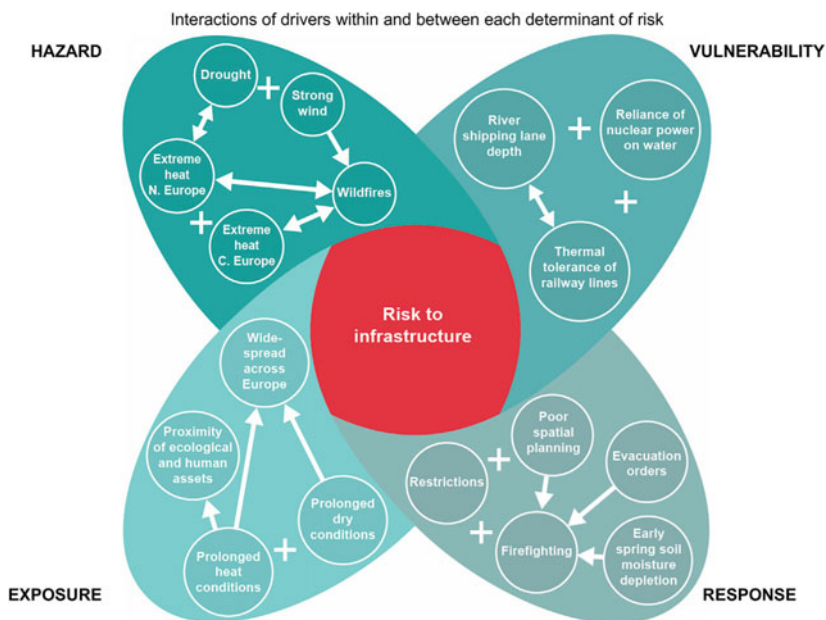 Interactions of drivers within and between each determinant of risk
HAZARD
Drought
Strong
wind
Extreme
heat
N. Europe
Wildfires
Extreme
heat
C. Europe
VULNERABILITY
River
shipping lane
depth
Reliance of
nuclear power
on water
Thermal
tolerance of
railway lines
Risk to
infrastructure
Wide-
spread
across
Europe
Proximity
of ecological
and human
assets
Prolonged
dry
conditions
Prolonged
heat
conditions
EXPOSURE
Poor
spatial
planning
Restrictions
Evacuation
orders
Firefighting
Early
spring soil
moisture
depletion
RESPONSE